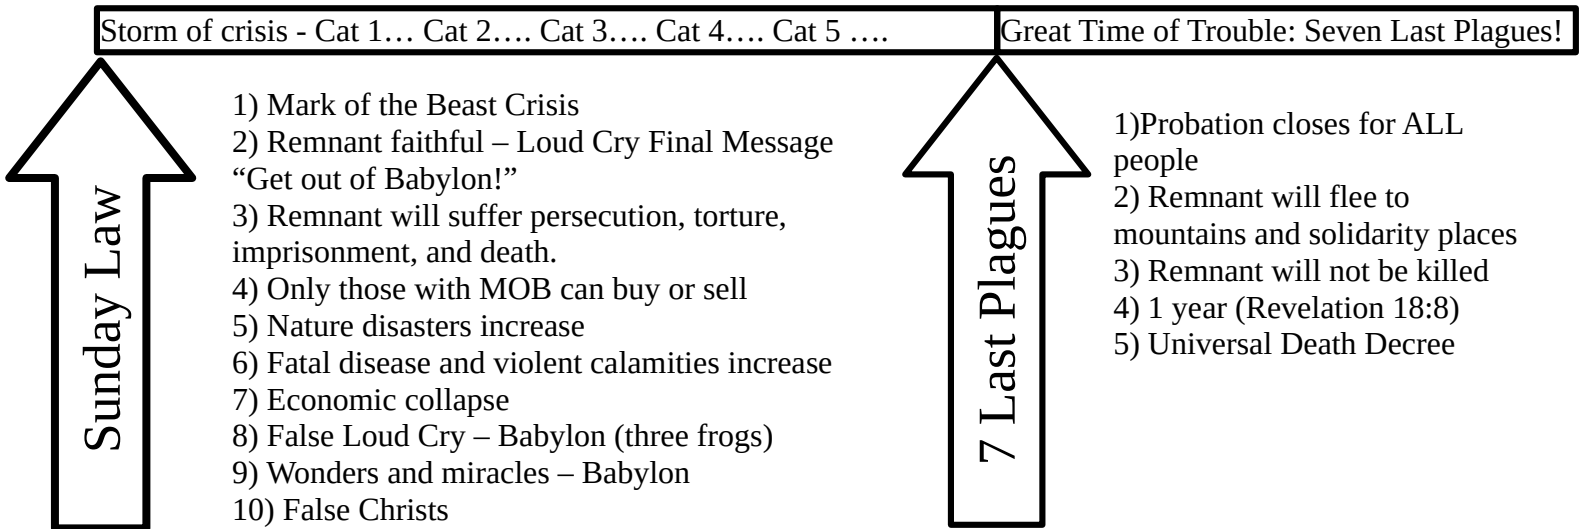 Storm of crisis - Cat 1… Cat 2…. Cat 3…. Cat 4…. Cat 5 ….
Great Time of Trouble: Seven Last Plagues!
Sunday Law
1) Mark of the Beast Crisis
2) Remnant faithful – Loud Cry Final Message
“Get out of Babylon!”
3) Remnant will suffer persecution, torture,
imprisonment, and death.
4) Only those with MOB can buy or sell
5) Nature disasters increase
6) Fatal disease and violent calamities increase
7) Economic collapse
8) False Loud Cry – Babylon (three frogs)
9) Wonders and miracles – Babylon
10) False Christs
7 Last Plagues
1)Probation closes for ALL
people
2) Remnant will flee to
mountains and solidarity places
3) Remnant will not be killed
4) 1 year (Revelation 18:8)
5) Universal Death Decree